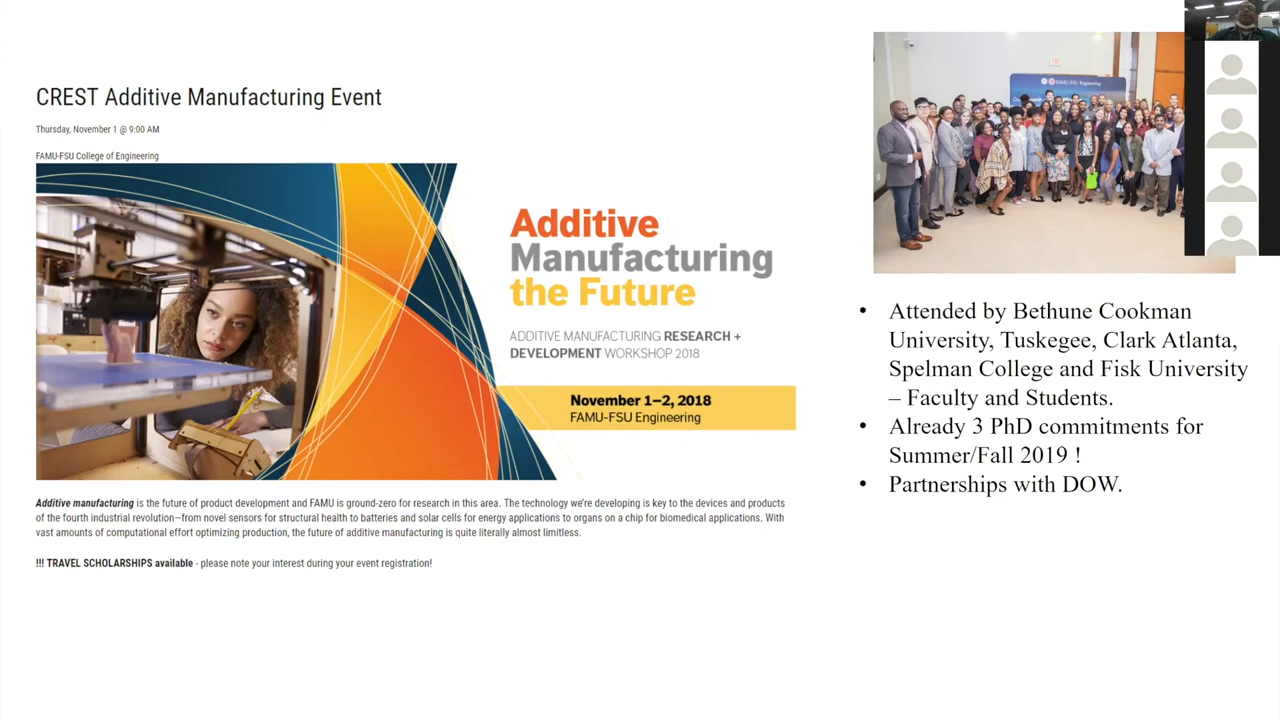 CREST Additive Manufacturing Event
Thursday, November 1 @ 9:00 AM
FAMU-FSU College of Engineering
Additive
Manufacturing
the Future
ADDITIVE MANUFACTURING RESEARCH +
DEVELOPMENT WORKSHOP 2018
November 1–2, 2018
FAMU-FSU Engineering
Additive manufacturing is the future of product development and FAMU is ground-zero for research in this area. The technology we're developing is key to the devices and products
of the fourth industrial revolution—from novel sensors for structural health to batteries and solar cells for energy applications to organs on a chip for biomedical applications. With
vast amounts of computational effort optimizing production, the future of additive manufacturing is quite literally almost limitless.
!!! TRAVEL SCHOLARSHIPS available - please note your interest during your event registration!
FAMU-FSU Engineering
• Attended by Bethune Cookman
University, Tuskegee, Clark Atlanta,
Spelman College and Fisk University
– Faculty and Students.
• Already 3 PhD commitments for
Summer/Fall 2019 !
• Partnerships with DOW.